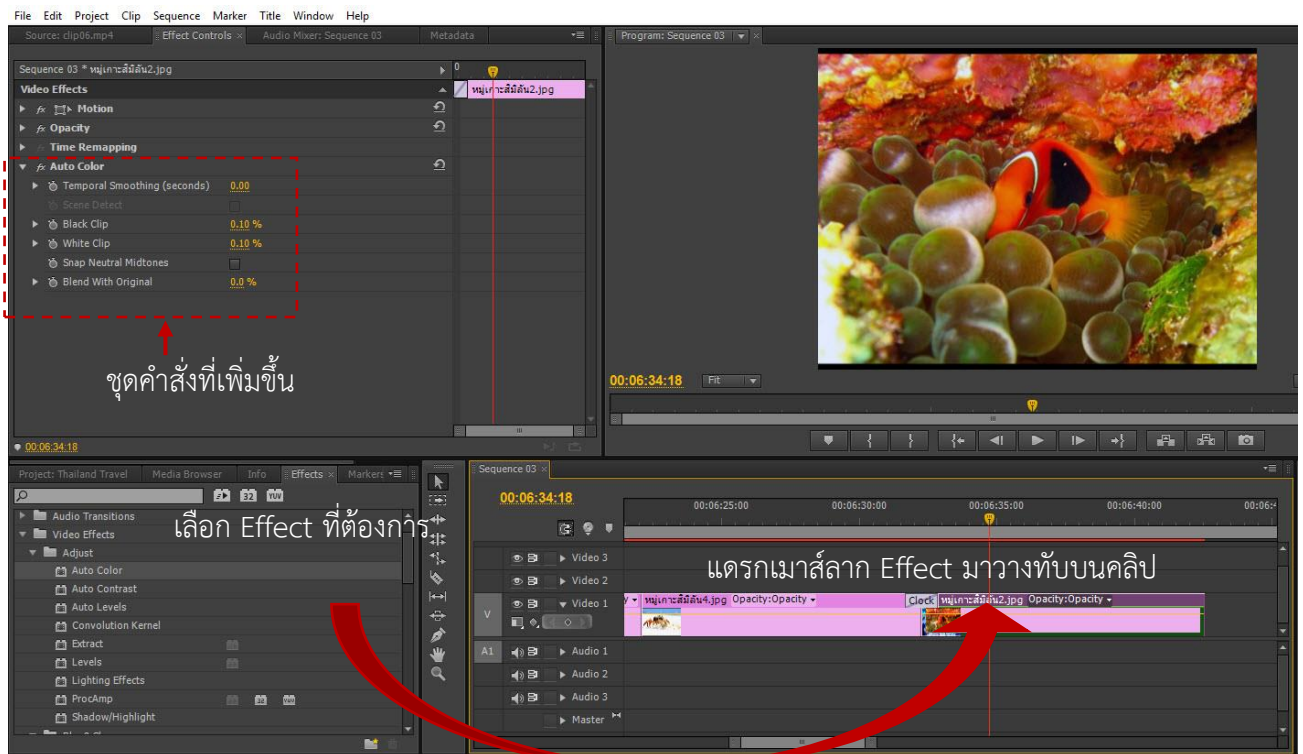 File Edit Project Clip Sequence Marker Title Window Help
Source: clip06.mp4 Effect Controls × Audio Mixer: Sequence 03 Metadata
Program: Sequence 03 ×
Sequence 03 * หมู่เกาะสิมิลัน2.jpg
0
Video Effects
หมู่เกาะสิมิลัน2.jpg
fx Motion
fx Opacity
Time Remapping
fx Auto Color
Temporal Smoothing (seconds) 0.00
Scene Detect
Black Clip 0.10 %
White Clip 0.10 %
Snap Neutral Midtones
Blend With Original 0.0 %
ชุดคำสั่งที่เพิ่มขึ้น
00:06:34:18
00:06:34:18 Fit
Project: Thailand Travel Media Browser Info Effects × Markers
32 YUV
Audio Transitions
Video Effects
เลือก Effect ที่ต้องการ
Adjust
Auto Color
Auto Contrast
Auto Levels
Convolution Kernel
Extract
Levels
Lighting Effects
ProcAmp 32 YUV
Shadow/Highlight
Sequence 03 ×
00:06:34:18
00:06:25:00 00:06:30:00 00:06:35:00 00:06:40:00 00:06:4
Video 3
แดรกเมาส์ลาก Effect มาวางทับบนคลิป
Video 2
V Video 1
y หมู่เกาะสิมิลัน4.jpg Opacity:Opacity Clock หมู่เกาะสิมิลัน2.jpg Opacity:Opacity
A1 Audio 1
Audio 2
Audio 3
Master